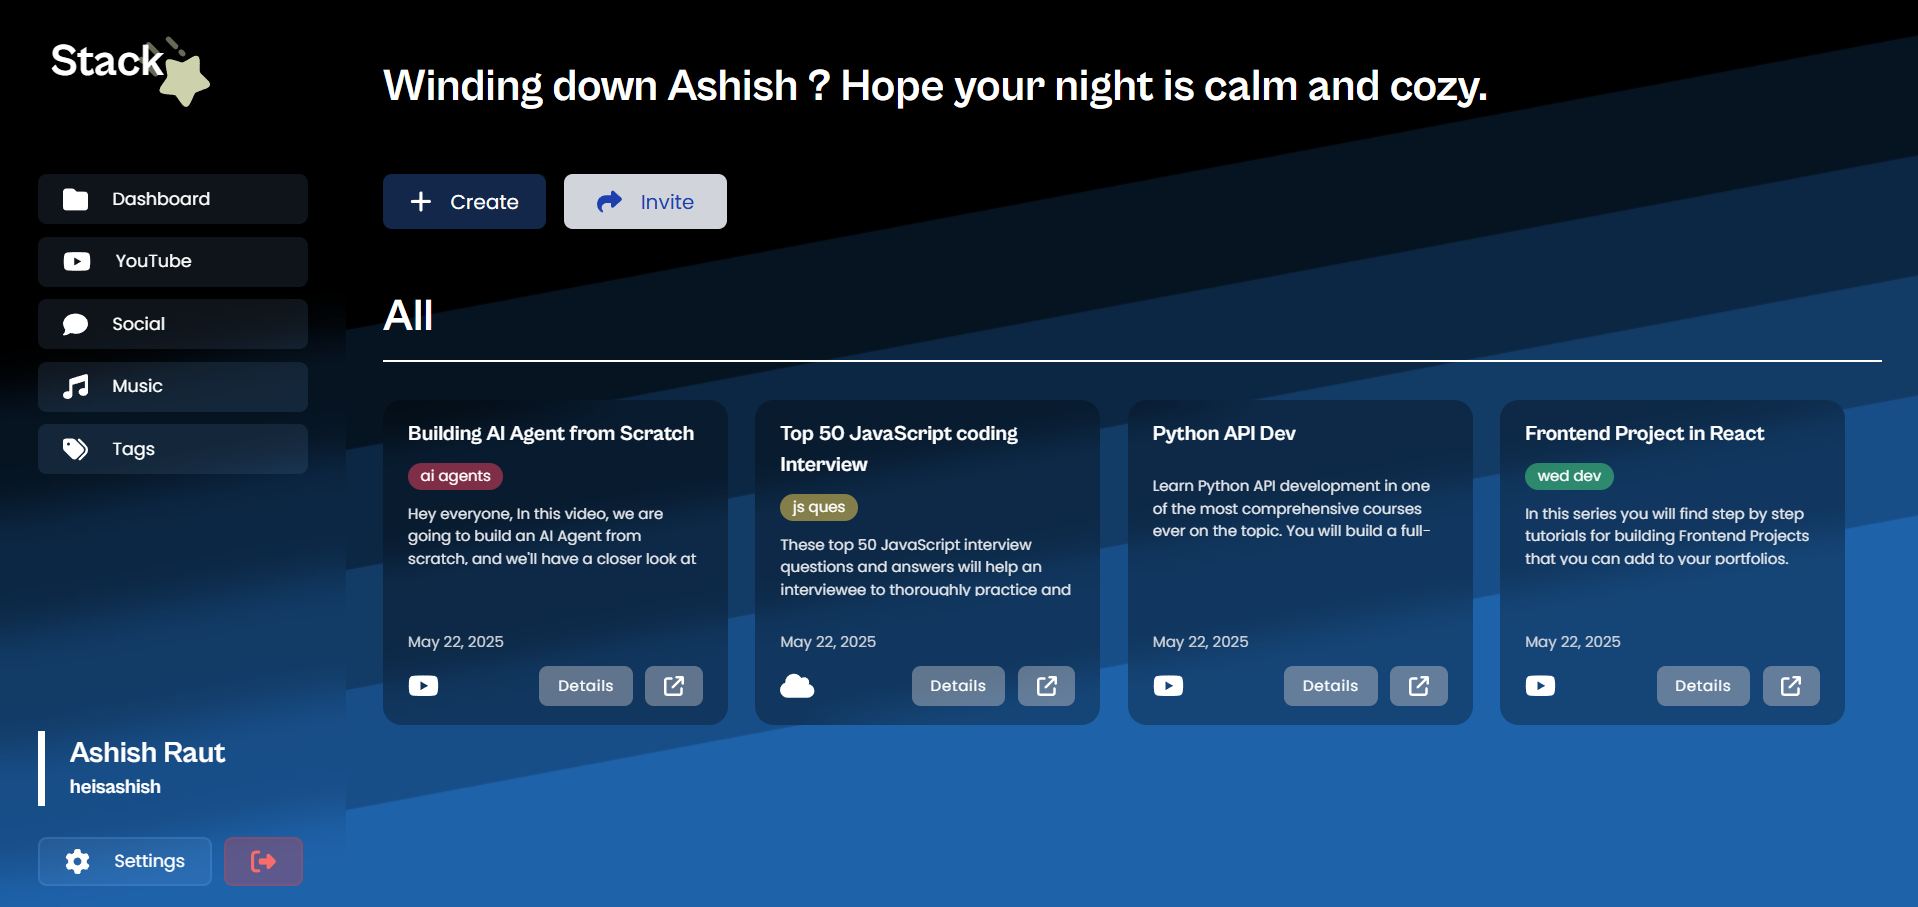 Stack
Winding down Ashish ? Hope your night is calm and cozy.
Dashboard
YouTube
Social
Music
Tags
Create
Invite
All
Building AI Agent from Scratch
ai agents
Hey everyone, In this video, we are
going to build an AI Agent from
scratch, and we'll have a closer look at
May 22, 2025
Details
Top 50 JavaScript coding
Interview
js ques
These top 50 JavaScript interview
questions and answers will help an
interviewee to thoroughly practice and
May 22, 2025
Details
Python API Dev
Learn Python API development in one
of the most comprehensive courses
ever on the topic. You will build a full-
May 22, 2025
Details
Frontend Project in React
wed dev
In this series you will find step by step
tutorials for building Frontend Projects
that you can add to your portfolios.
May 22, 2025
Details
Ashish Raut
heisashish
Settings